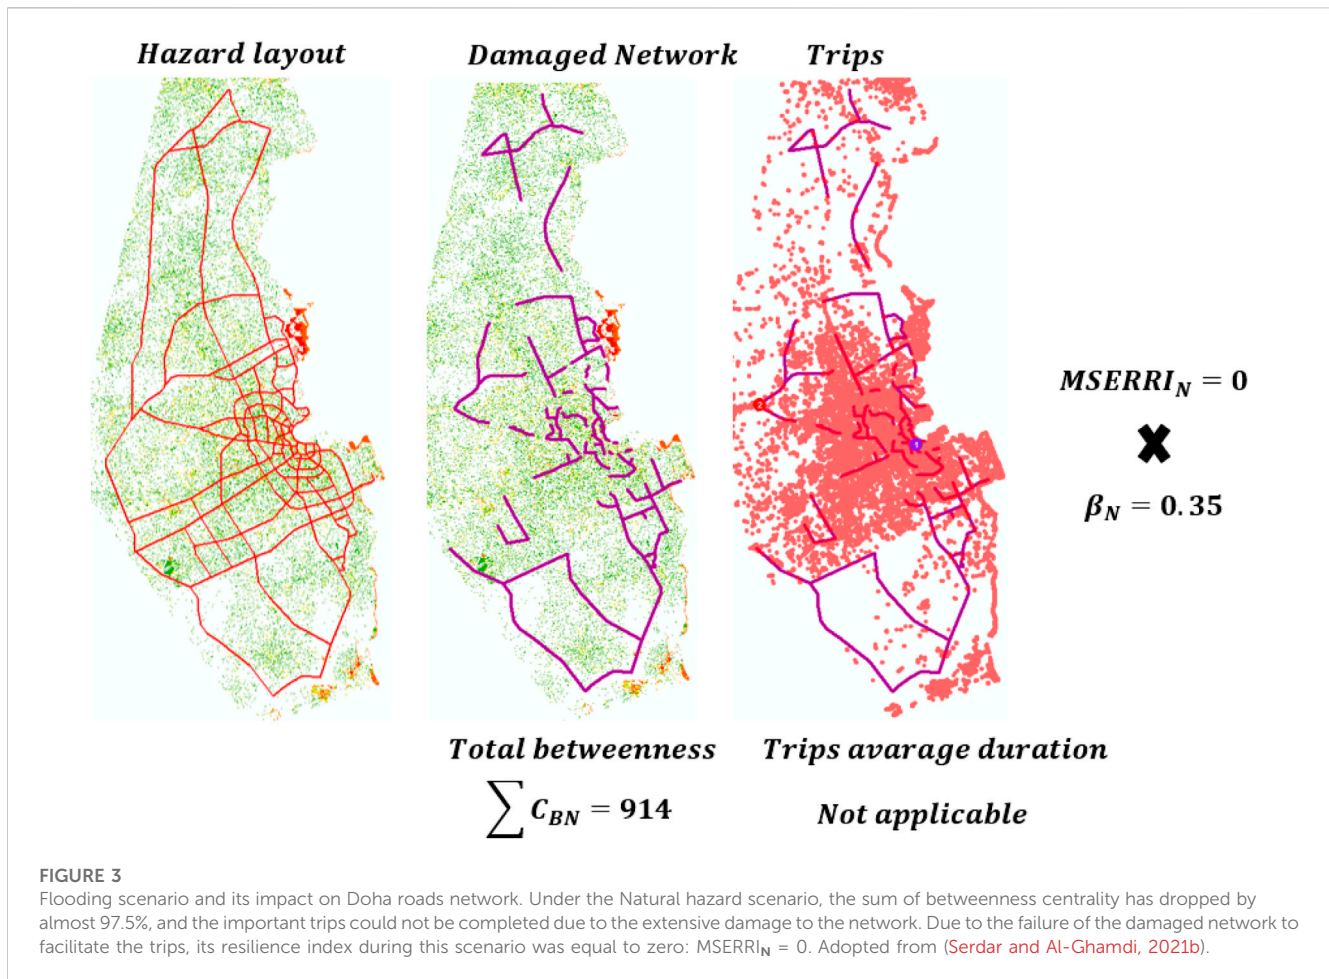 Hazard layout
Damaged Network
Trips
2
1
MSERRI_N = 0
✖
β_N = 0.35
Total betweenness
∑ C_BN = 914
Trips avarage duration
Not applicable
FIGURE 3
Flooding scenario and its impact on Doha roads network. Under the Natural hazard scenario, the sum of betweenness centrality has dropped by
almost 97.5%, and the important trips could not be completed due to the extensive damage to the network. Due to the failure of the damaged network to
facilitate the trips, its resilience index during this scenario was equal to zero: MSERRI_N = 0. Adopted from (Serdar and Al-Ghamdi, 2021b).